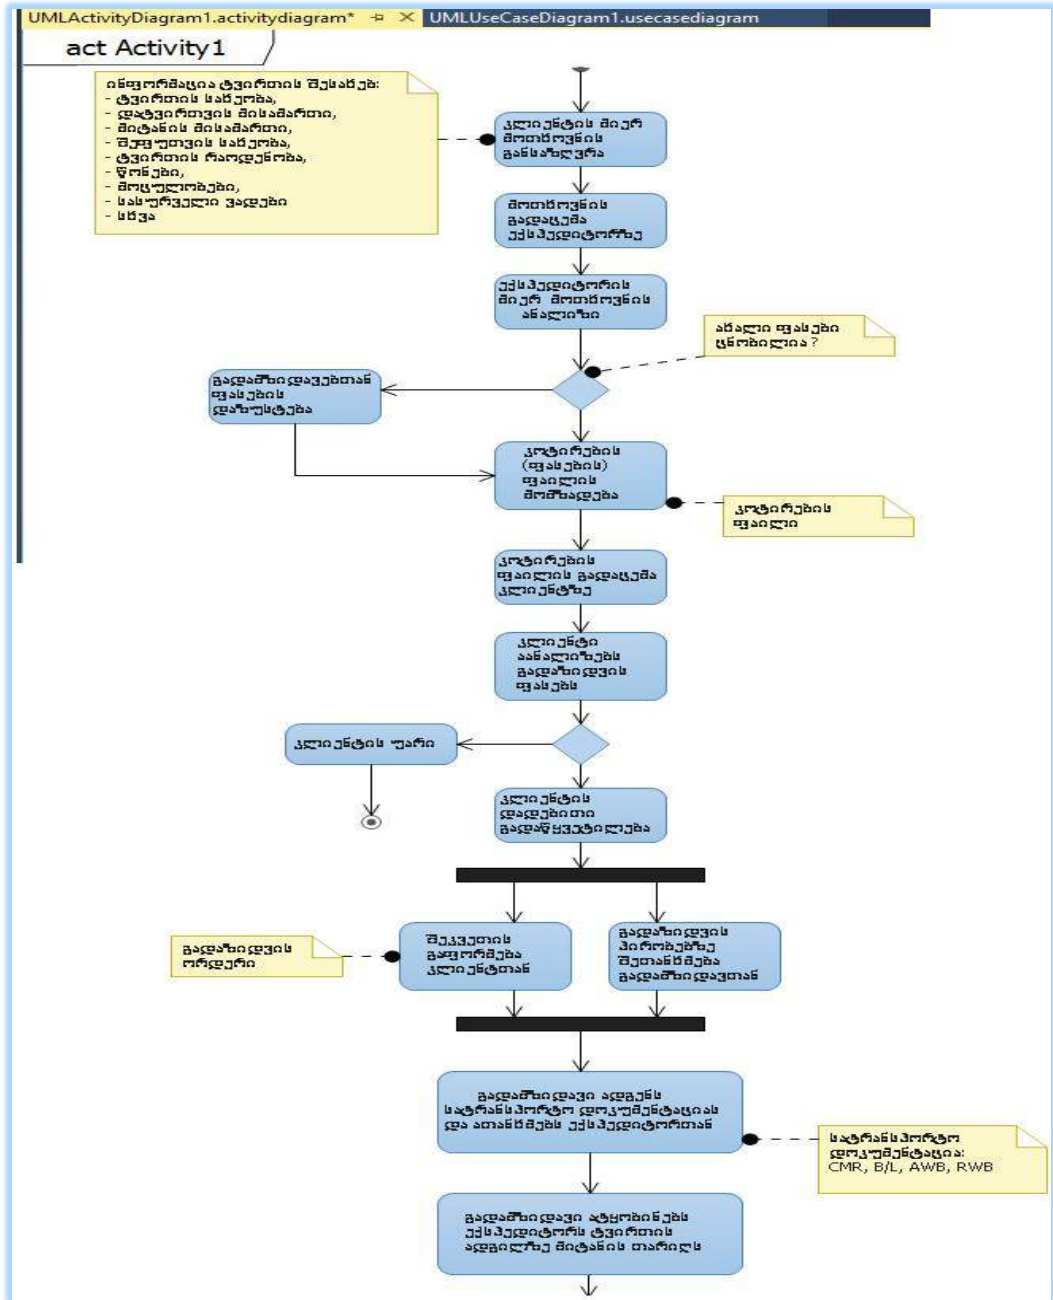 UMLActivityDiagram1.activitydiagram*
UMLUseCaseDiagram1.usecasediagram
act Activity1
ინფორმაცია ტვირთის შესახებ:
- ტვირთის სახეობა,
- დატვირთვის მისამართი,
- მიტანის მისამართი,
- შეფუთვის სახეობა,
- ტვირთის რაოდენობა,
- წონები,
- მოცულობები,
- სასურველი ვადები
- სხვა
კლიენტის მიერ
მოთხოვნის
განსაზღვრა
მოთხოვნის
გადაცემა
ექსპედიტორზე
ექსპედიტორის
მიერ მოთხოვნის
ანალიზი
ახალი ფასები
ცნობილია?
გადამზიდავებთან
ფასების
დაზუსტება
კოტირების
(ფასების)
ფაილის
მომზადება
კოტირების
ფაილი
კოტირების
ფაილის გადაცემა
კლიენტზე
კლიენტი
აანალიზებს
გადაზიდვის
ფასებს
კლიენტის უარი
კლიენტის
დადებითი
გადაწყვეტილება
გადაზიდვის
ორდერი
შეკვეთის
გაფორმება
კლიენტთან
გადაზიდვის
პირობებზე
შეთანხმება
გადამზიდავთან
გადამზიდავი ადგენს
სატრანსპორტო დოკუმენტაციას
და ათანხმებს ექსპედიტორთან
სატრანსპორტო
დოკუმენტაცია:
CMR, B/L, AWB, RWB
გადამზიდავი ატყობინებს
ექსპედიტორს ტვირთის
ადგილზე მიტანის თარიღს